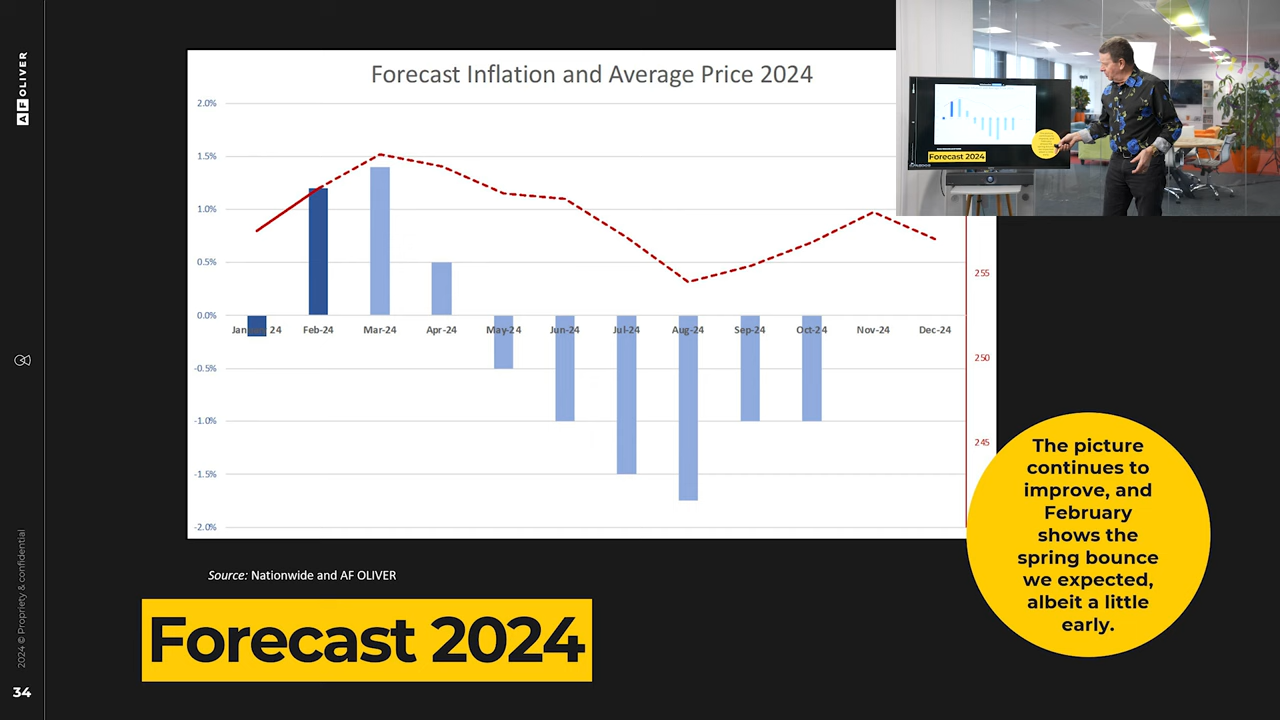 AF OLIVER
Forecast Inflation and Average Price 2024
2.0%
1.5%
1.0%
0.5%
0.0%
-0.5%
-1.0%
-1.5%
-2.0%
Feb-24
Mar-24
Apr-24
May-24
Jun-24
Jul-24
Aug-24
Sep-24
Oct-24
Nov-24
Dec-24
255
250
245
Forecast 2024
The picture
continues to
improve, and
February
shows the
spring bounce
we expected,
albeit a little
early.
Source: Nationwide and AF OLIVER
Forecast 2024
2024 © Propriety & confidential
34